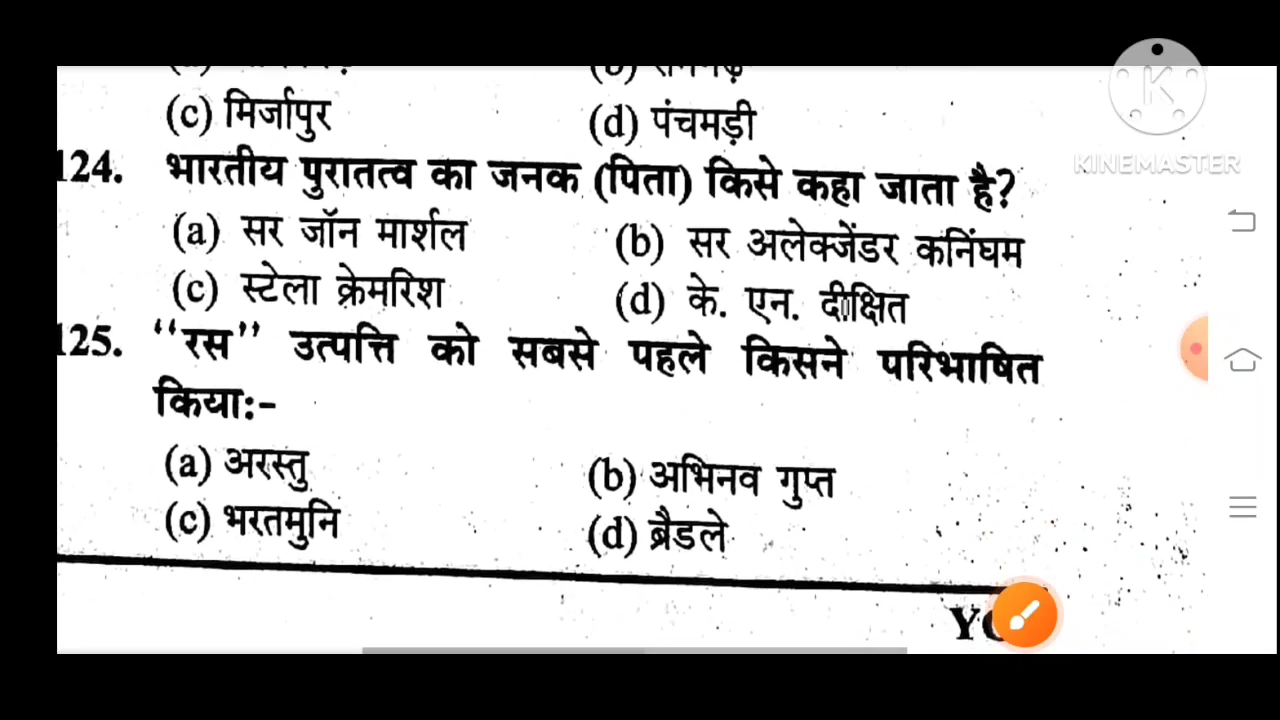 (c) मिर्जापुर (d) पंचमड़ी
KINEMASTER
124. भारतीय पुरातत्व का जनक (पिता) किसे कहा जाता है?
(a) सर जॉन मार्शल (b) सर अलेक्जेंडर कनिंघम
(c) स्टेला क्रेमरिश (d) के. एन. दीक्षित
125. “रस” उत्पत्ति को सबसे पहले किसने परिभाषित
किया:-
(a) अरस्तु (b) अभिनव गुप्त
(c) भरतमुनि (d) ब्रैडले